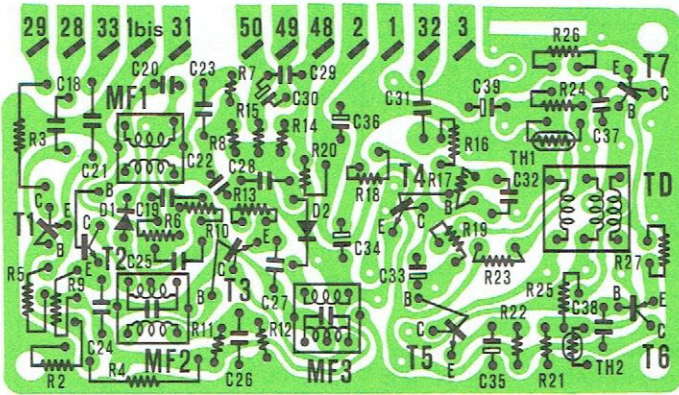 29 28 33 1bis 31 50 49 48 2 1 32 3
R26
C18 C20 C23 R7 C29 T7
MF1 C30 C31 C39 R24 E
R3 R15 C36 C
R8 R14 R16 C37 B
C21 C22 R20 TH1
C28 R17 C32 TD
B R13 R18 T4
C D1 C19 R6 D2 C B
T1 E C R10 E R19
B T2 E C34 R27
R5 E C25 C E C33 R23
R9 T3 C27 R25 C38 B E
B B C
C24 R11 R12 C R22
MF2 MF3 T5 E T6
R2 R4 C26 C35 R21 TH2